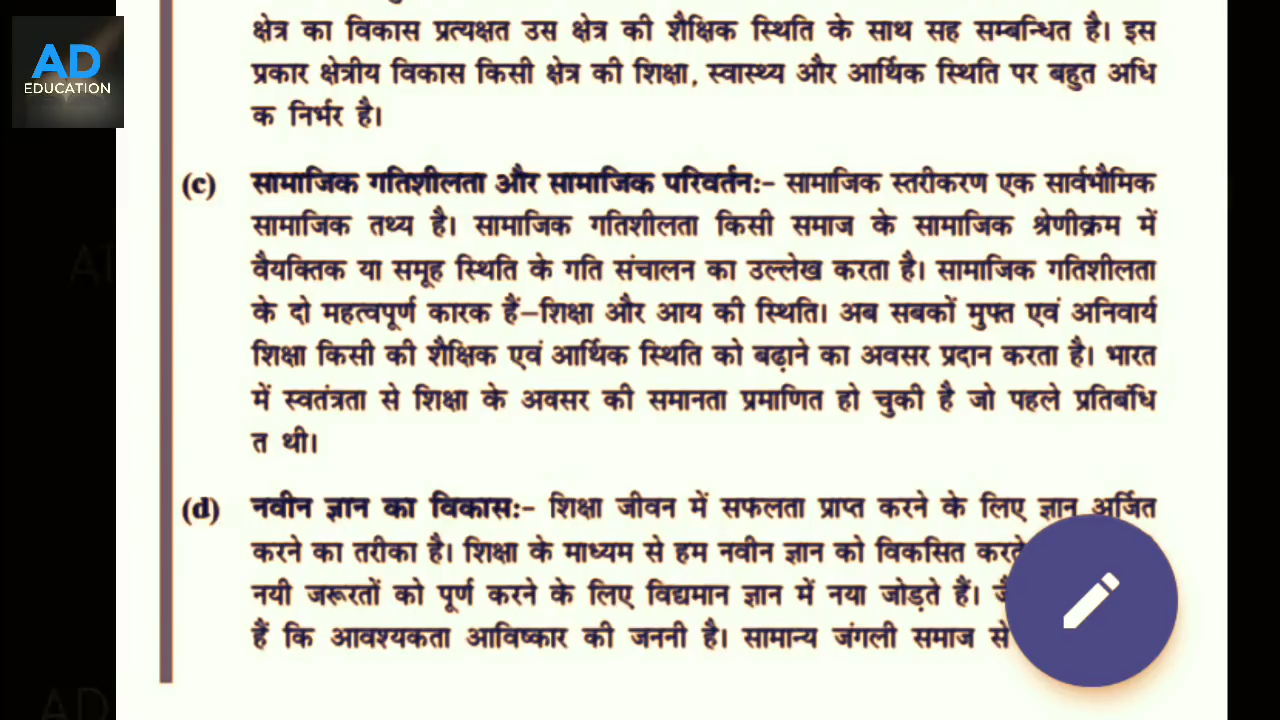 AD
EDUCATION
क्षेत्र का विकास प्रत्यक्षत उस क्षेत्र की शैक्षिक स्थिति के साथ सह सम्बन्धित है। इस
प्रकार क्षेत्रीय विकास किसी क्षेत्र की शिक्षा, स्वास्थ्य और आर्थिक स्थिति पर बहुत अधि
क निर्भर है।
(c) सामाजिक गतिशीलता और सामाजिक परिवर्तन:- सामाजिक स्तरीकरण एक सार्वभौमिक
सामाजिक तथ्य है। सामाजिक गतिशीलता किसी समाज के सामाजिक श्रेणीक्रम में
वैयक्तिक या समूह स्थिति के गति संचालन का उल्लेख करता है। सामाजिक गतिशीलता
के दो महत्वपूर्ण कारक हैं–शिक्षा और आय की स्थिति। अब सबकों मुफ्त एवं अनिवार्य
शिक्षा किसी की शैक्षिक एवं आर्थिक स्थिति को बढ़ाने का अवसर प्रदान करता है। भारत
में स्वतंत्रता से शिक्षा के अवसर की समानता प्रमाणित हो चुकी है जो पहले प्रतिबंधि
त थी।
(d) नवीन ज्ञान का विकास:- शिक्षा जीवन में सफलता प्राप्त करने के लिए ज्ञान अर्जित
करने का तरीका है। शिक्षा के माध्यम से हम नवीन ज्ञान को विकसित करते
नयी जरूरतों को पूर्ण करने के लिए विद्यमान ज्ञान में नया जोड़ते हैं।
हैं कि आवश्यकता आविष्कार की जननी है। सामान्य जंगली समाज से
AD